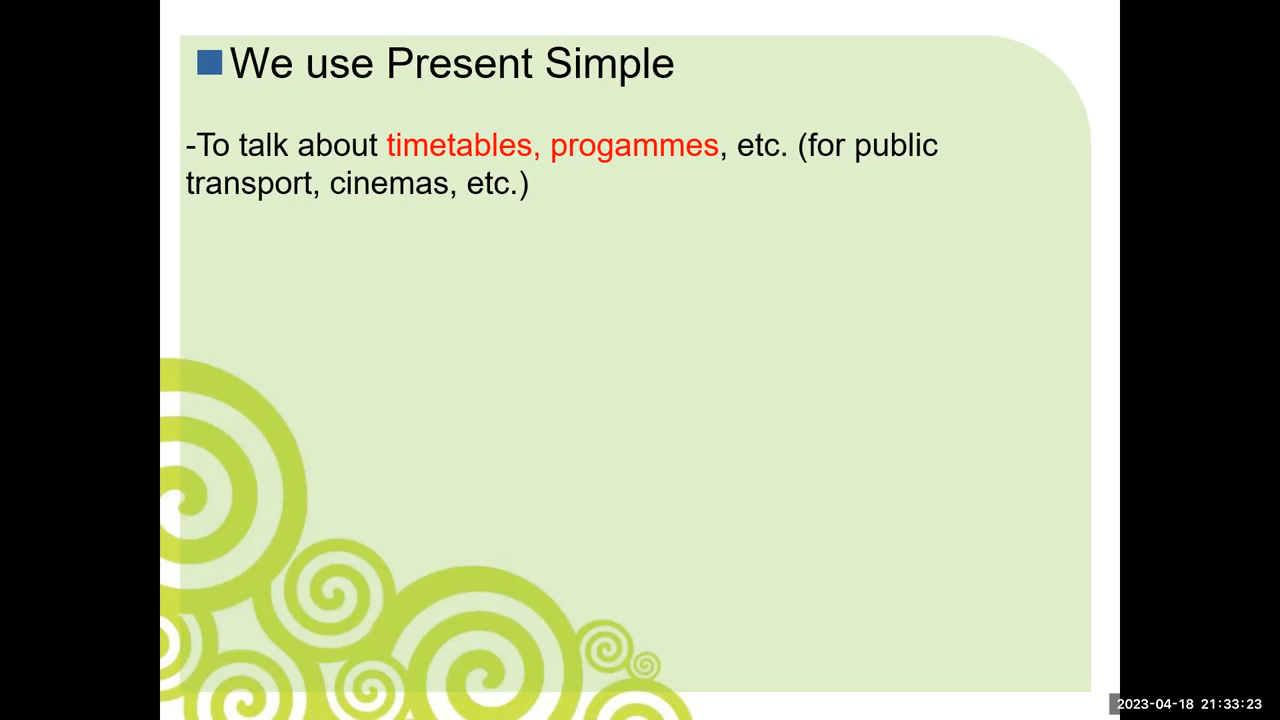 We use Present Simple
-To talk about timetables, progammes, etc. (for public
transport, cinemas, etc.)
2023-04-18 21:33:23